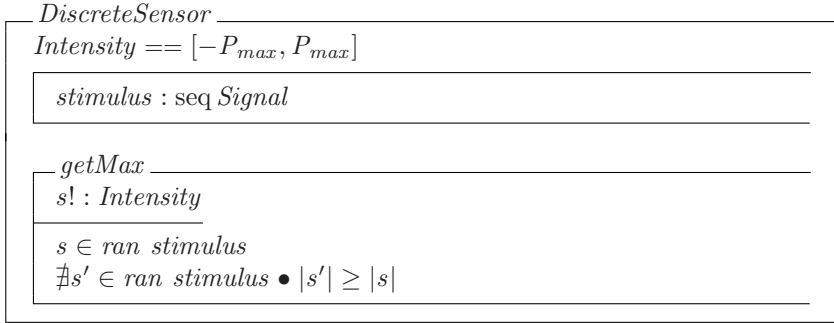 DiscreteSensor
Intensity == [−P_max, P_max]
stimulus : seq Signal
getMax
s! : Intensity
s ∈ ran stimulus
∄s′ ∈ ran stimulus • |s′| ≥ |s|